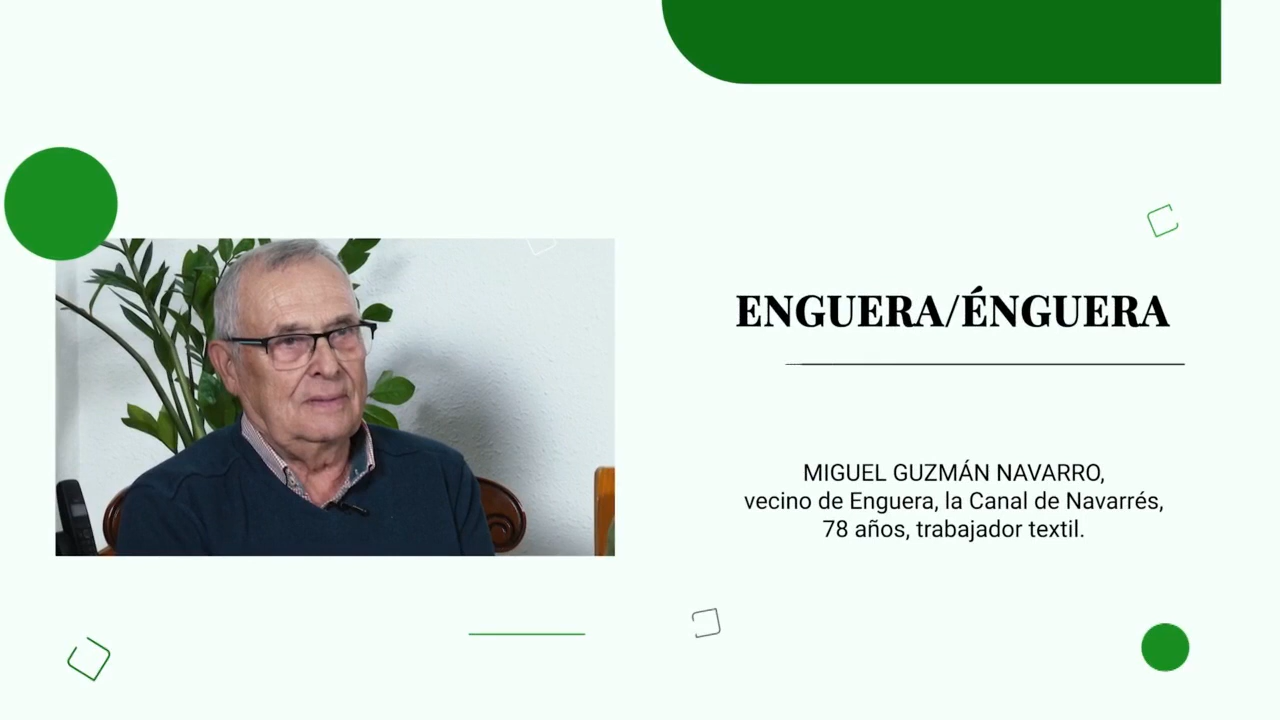 ENGUERA/ÉNGUERA
MIGUEL GUZMÁN NAVARRO,
vecino de Enguera, la Canal de Navarrés,
78 años, trabajador textil.